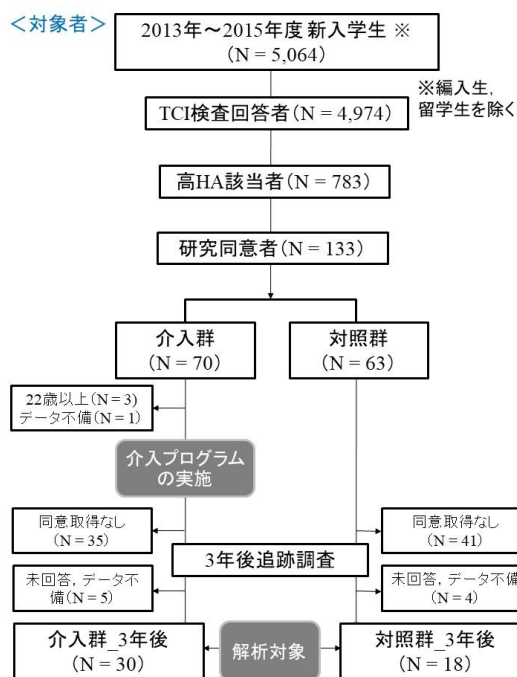 <対象者>
2013年~2015年度 新入学生 ※
(N = 5,064)
※編入生,
留学生を除く
TCI検査回答者(N = 4,974)
高HA該当者(N = 783)
研究同意者(N = 133)
介入群
(N = 70)
対照群
(N = 63)
22歳以上(N = 3)
データ不備(N = 1)
介入プログラム
の実施
同意取得なし
(N = 35)
同意取得なし
(N = 41)
3年後追跡調査
未回答, データ不
備(N = 5)
未回答, データ不備
(N = 4)
介入群_3年後
(N = 30)
解析対象
対照群_3年後
(N = 18)